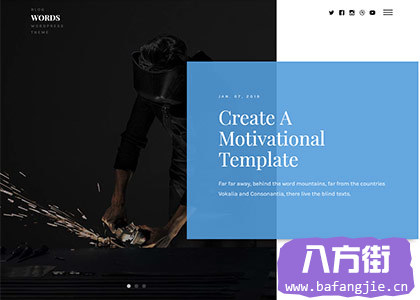 BLOG
WORDS
WORDPRESS
THEME
JAN. 07, 2018
Create A
Motivational
Template
Far far away, behind the word mountains, far from the countries
Vokalia and Consonantia, there live the blind texts.
八方街
www.bafangjie.cn